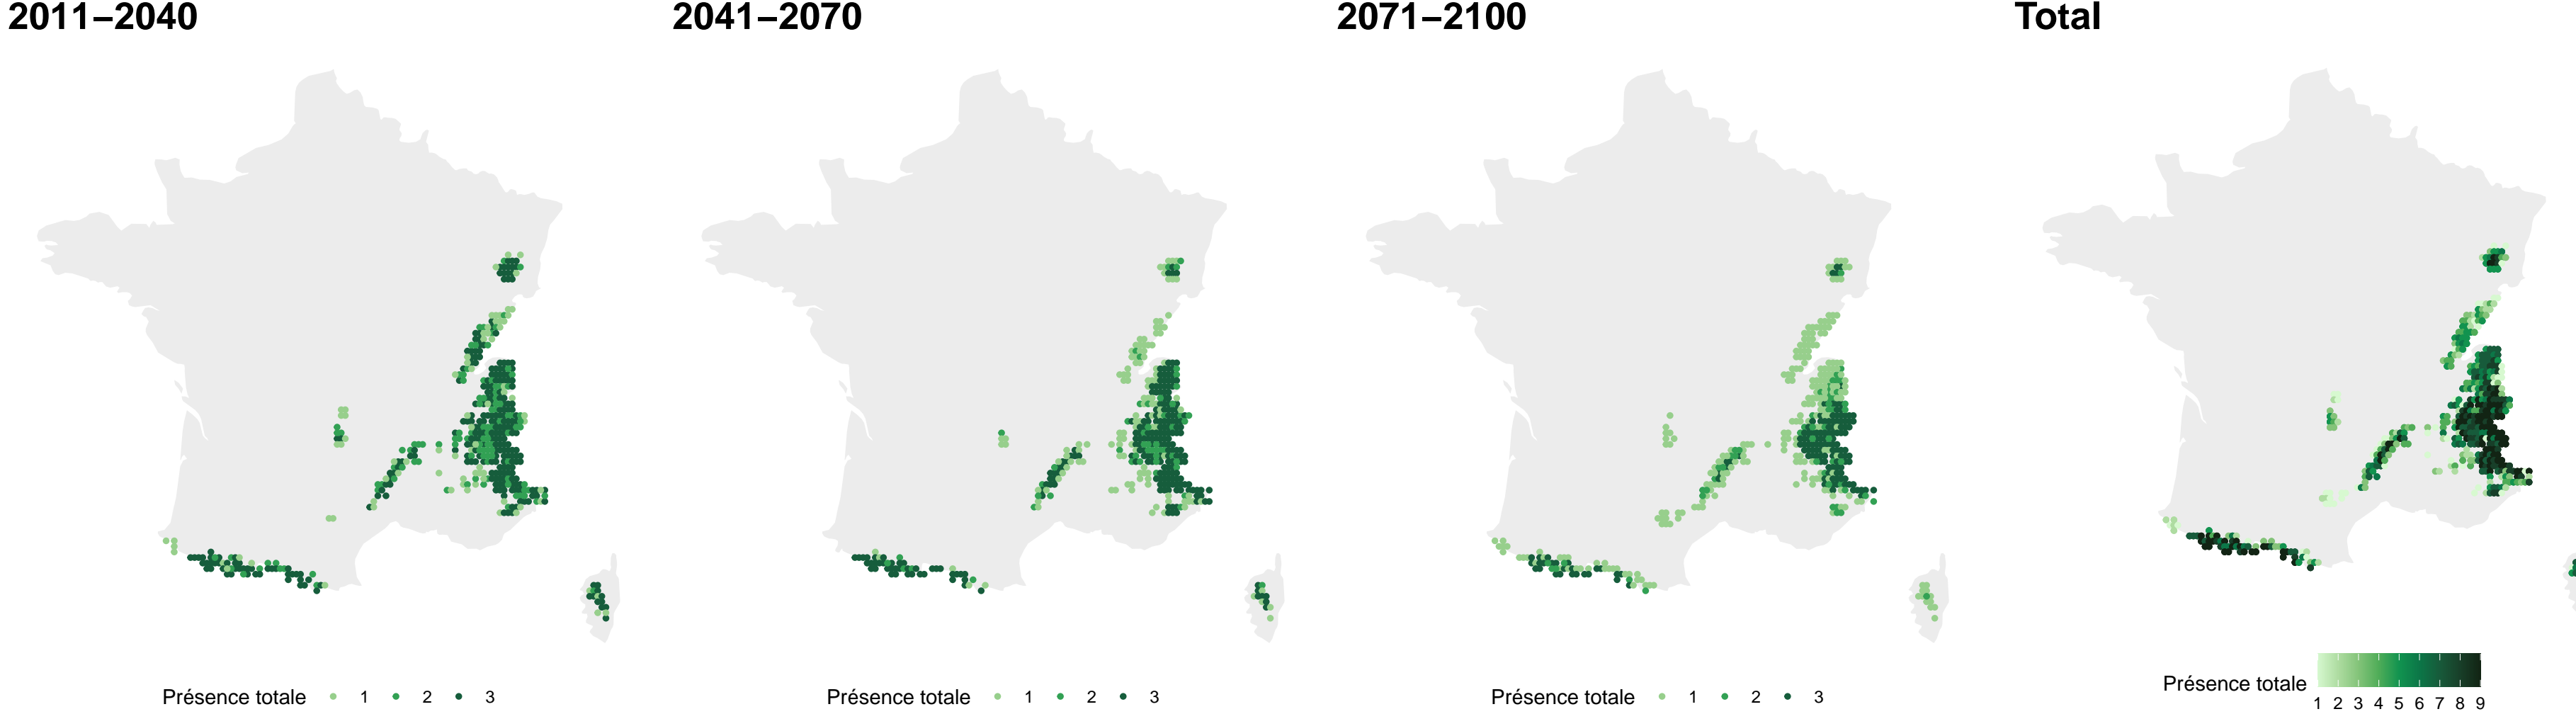 2011–2040
2041–2070
2071–2100
Total
Présence totale 1 2 3
Présence totale 1 2 3
Présence totale 1 2 3
Présence totale
1 2 3 4 5 6 7 8 9